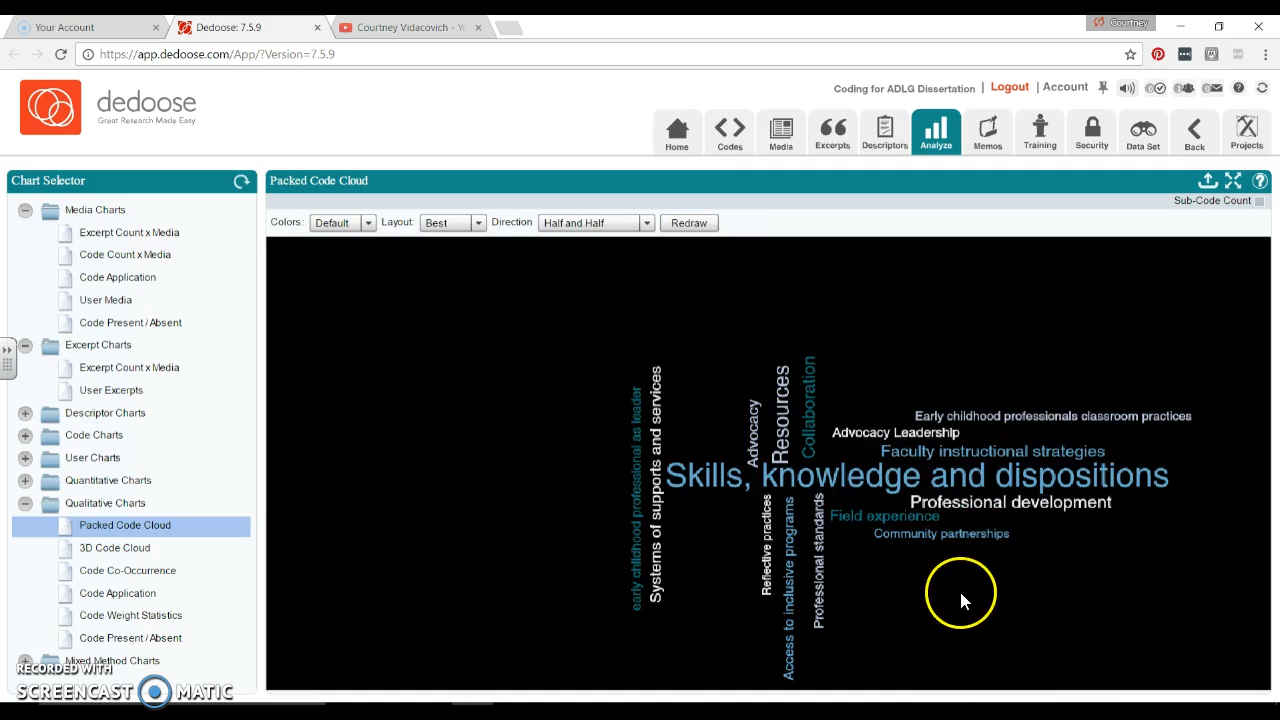 Your Account
Dedoose: 7.5.9
Courtney Vidacovich - Yo
Courtney
https://app.dedoose.com/App/?Version=7.5.9
dedoose
Great Research Made Easy
Coding for ADLG Dissertation | Logout | Account
Home
Codes
Media
Excerpts
Descriptors
Analyze
Memos
Training
Security
Data Set
Back
Projects
Chart Selector
Packed Code Cloud
Sub-Code Count
Colors: Default Layout: Best Direction Half and Half Redraw
Media Charts
Excerpt Count x Media
Code Count x Media
Code Application
User Media
Code Present / Absent
Excerpt Charts
Excerpt Count x Media
User Excerpts
Descriptor Charts
Code Charts
User Charts
Quantitative Charts
Qualitative Charts
Packed Code Cloud
3D Code Cloud
Code Co-Occurrence
Code Application
Code Weight Statistics
Code Present / Absent
Mixed Method Charts
early childhood professional as leader
Systems of supports and services
Advocacy
Resources
Collaboration
Early childhood professionals classroom practices
Advocacy Leadership
Faculty instructional strategies
Skills, knowledge and dispositions
Professional development
Field experience
Community partnerships
Reflective practices
Access to inclusive programs
Professional standards
RECORDED WITH
SCREENCAST MATIC